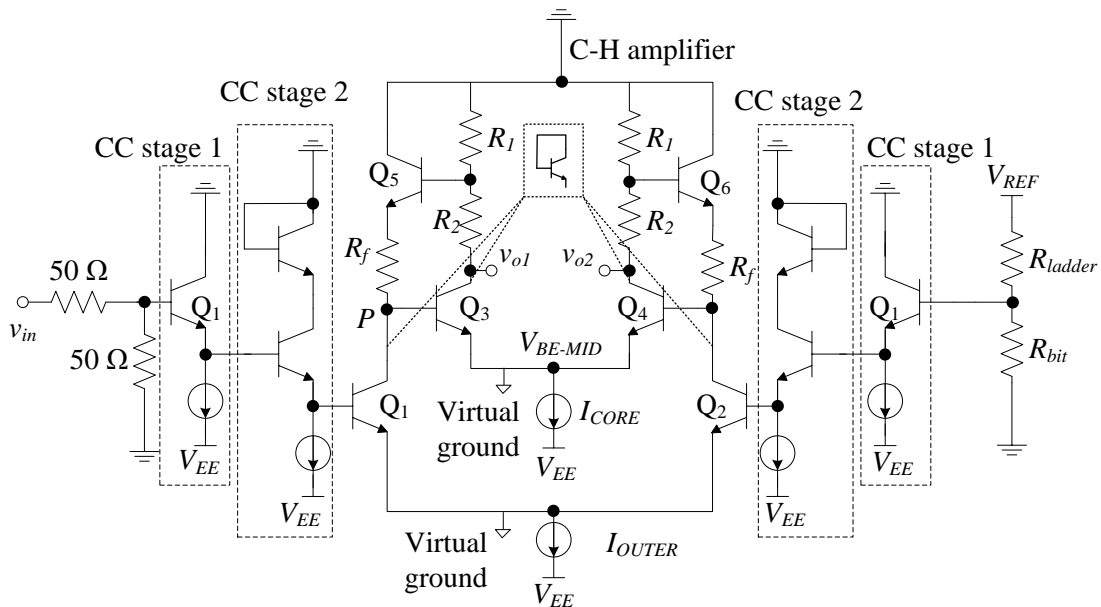 C-H amplifier
CC stage 2
CC stage 2
CC stage 1
CC stage 1
R1
R1
VREF
Q5
Q6
R2
R2
Rf
Rf
Rladder
50 Ω
vo1
vo2
Q1
Q1
vin
P
Q3
Q4
50 Ω
VBE-MID
Rbit
Q1
Q2
Virtual
ground
ICORE
VEE
VEE
VEE
VEE
VEE
Virtual
ground
IOUTER
VEE